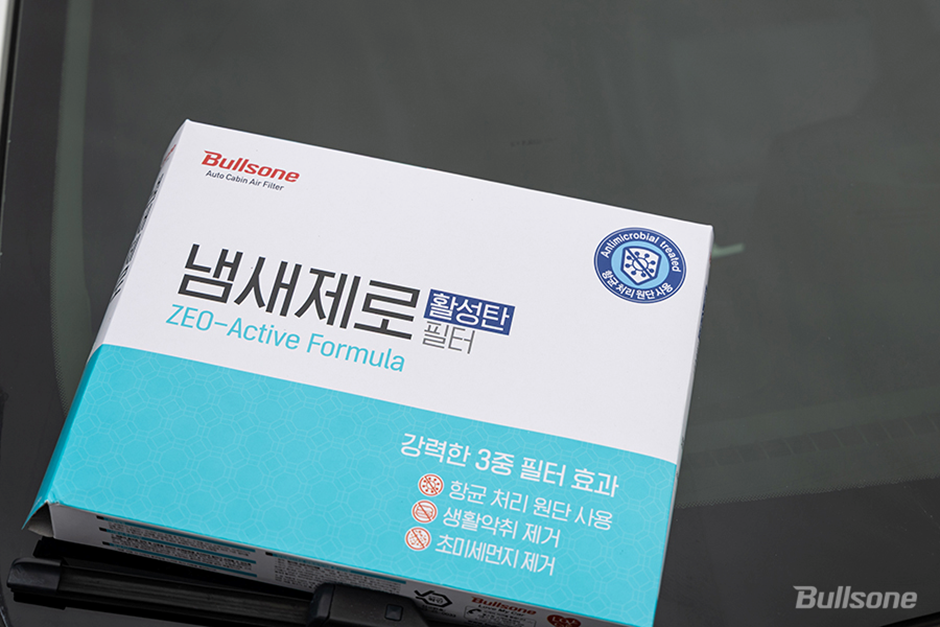 Bullsone
Auto Cabin Air Filter
Antimicrobial treated
항균 처리 원단 사용
냄새제로 활성탄 필터
ZEO-Active Formula
강력한 3중 필터 효과
항균 처리 원단 사용
생활악취 제거
초미세먼지 제거
Bullsone
Bullsone